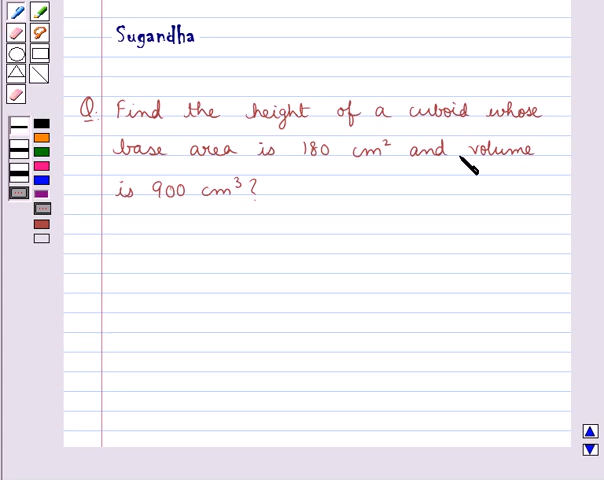 Sugandha
Q. Find the height of a cuboid whose
base area is 180 cm² and volume
is 900 cm³?